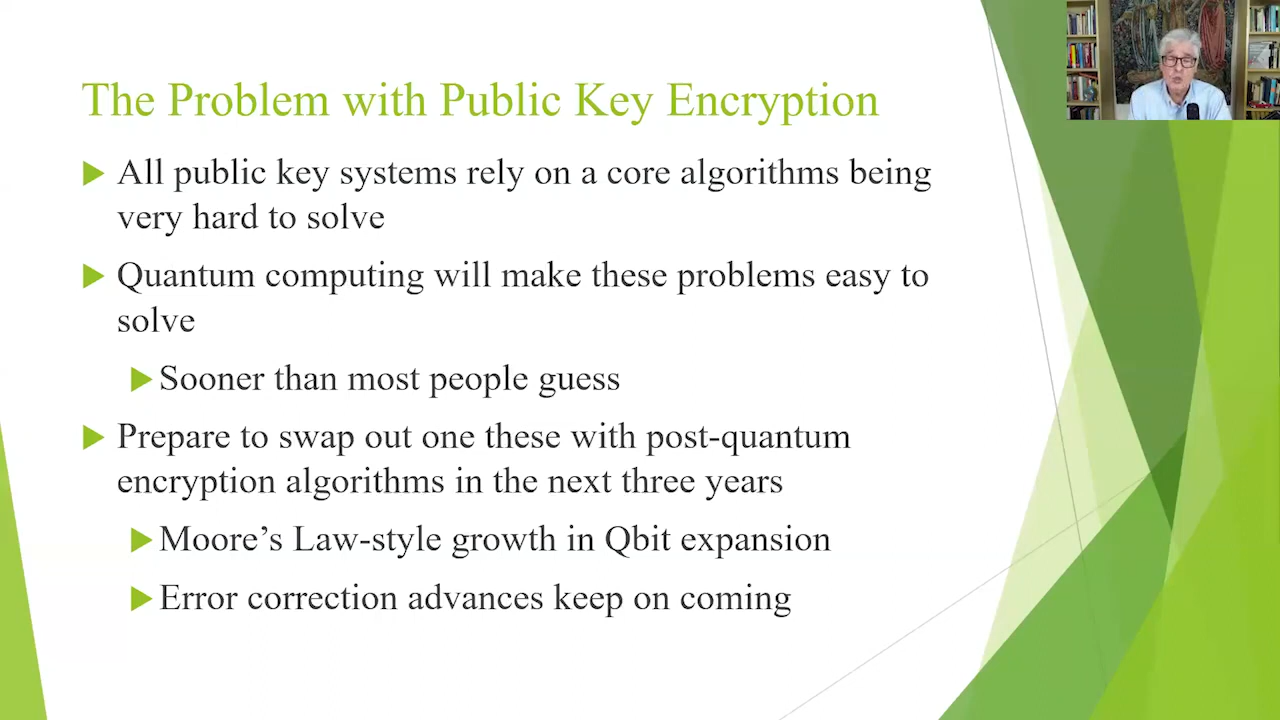 The Problem with Public Key Encryption
All public key systems rely on a core algorithms being
very hard to solve
Quantum computing will make these problems easy to
solve
Sooner than most people guess
Prepare to swap out one these with post-quantum
encryption algorithms in the next three years
Moore’s Law-style growth in Qbit expansion
Error correction advances keep on coming